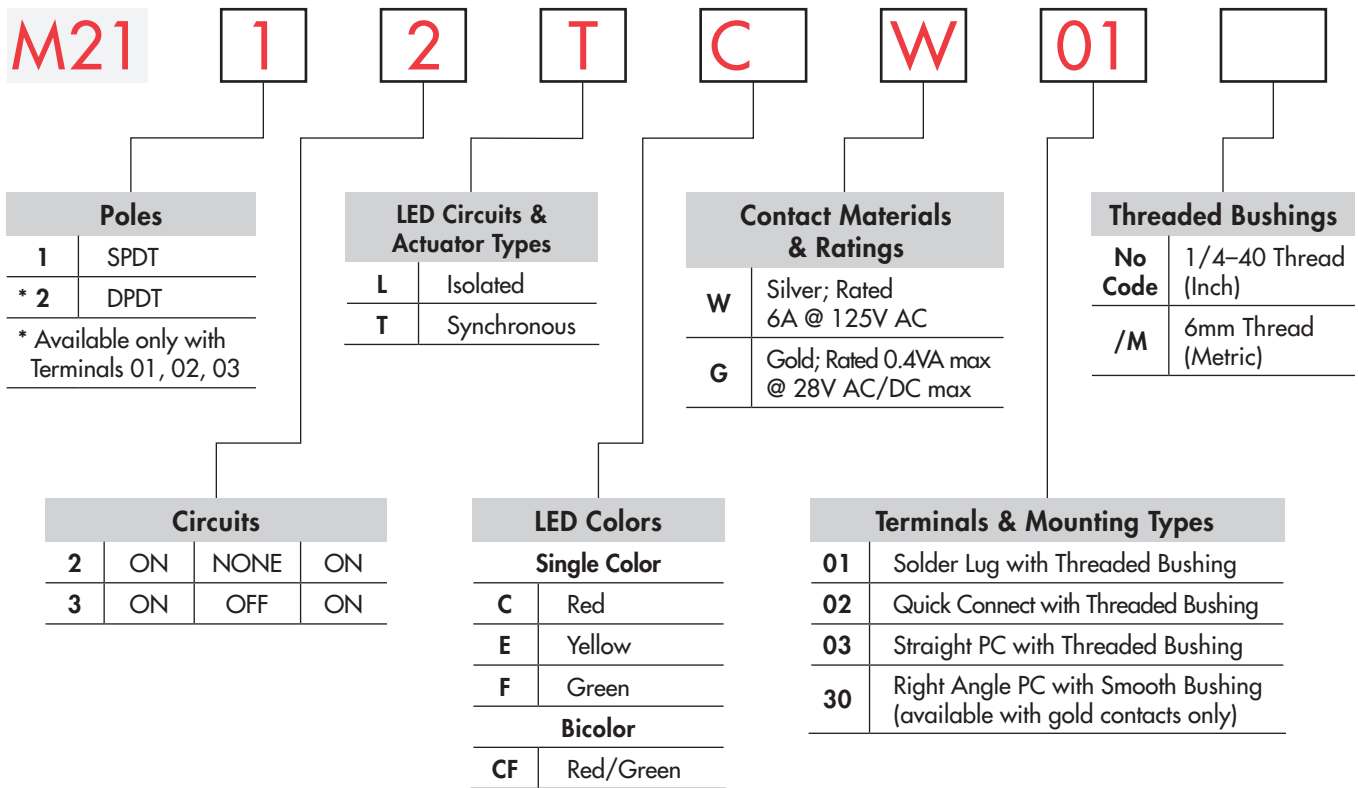 M21 1 2 T C W 01
Poles
1 SPDT
* 2 DPDT
* Available only with
Terminals 01, 02, 03
LED Circuits &
Actuator Types
L Isolated
T Synchronous
Contact Materials
& Ratings
W Silver; Rated
6A @ 125V AC
G Gold; Rated 0.4VA max
@ 28V AC/DC max
Threaded Bushings
No
Code 1/4–40 Thread
(Inch)
/M 6mm Thread
(Metric)
Circuits
2 ON NONE ON
3 ON OFF ON
LED Colors
Single Color
C Red
E Yellow
F Green
Bicolor
CF Red/Green
Terminals & Mounting Types
01 Solder Lug with Threaded Bushing
02 Quick Connect with Threaded Bushing
03 Straight PC with Threaded Bushing
30 Right Angle PC with Smooth Bushing
(available with gold contacts only)